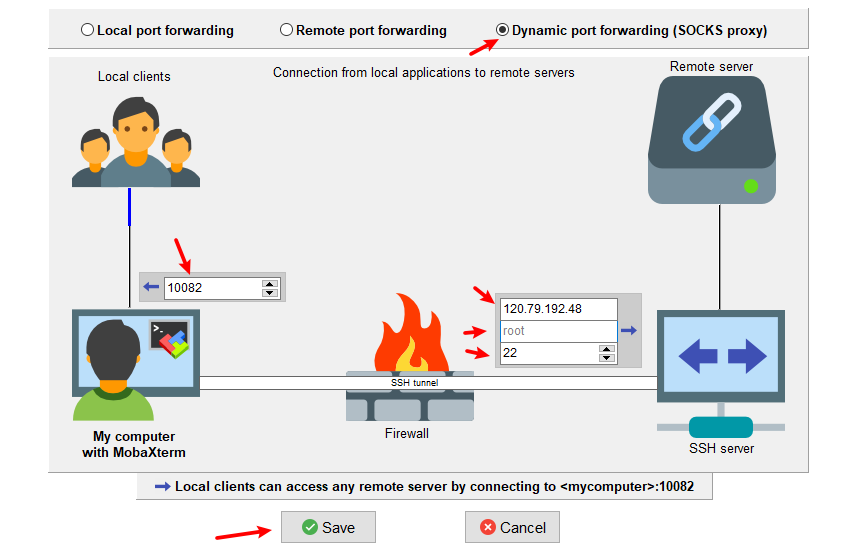 Local port forwarding
Remote port forwarding
Dynamic port forwarding (SOCKS proxy)
Local clients
Connection from local applications to remote servers
Remote server
10082
120.79.192.48
root
22
>_
SSH tunnel
Firewall
My computer
with MobaXterm
SSH server
Local clients can access any remote server by connecting to <mycomputer>:10082
Save
Cancel